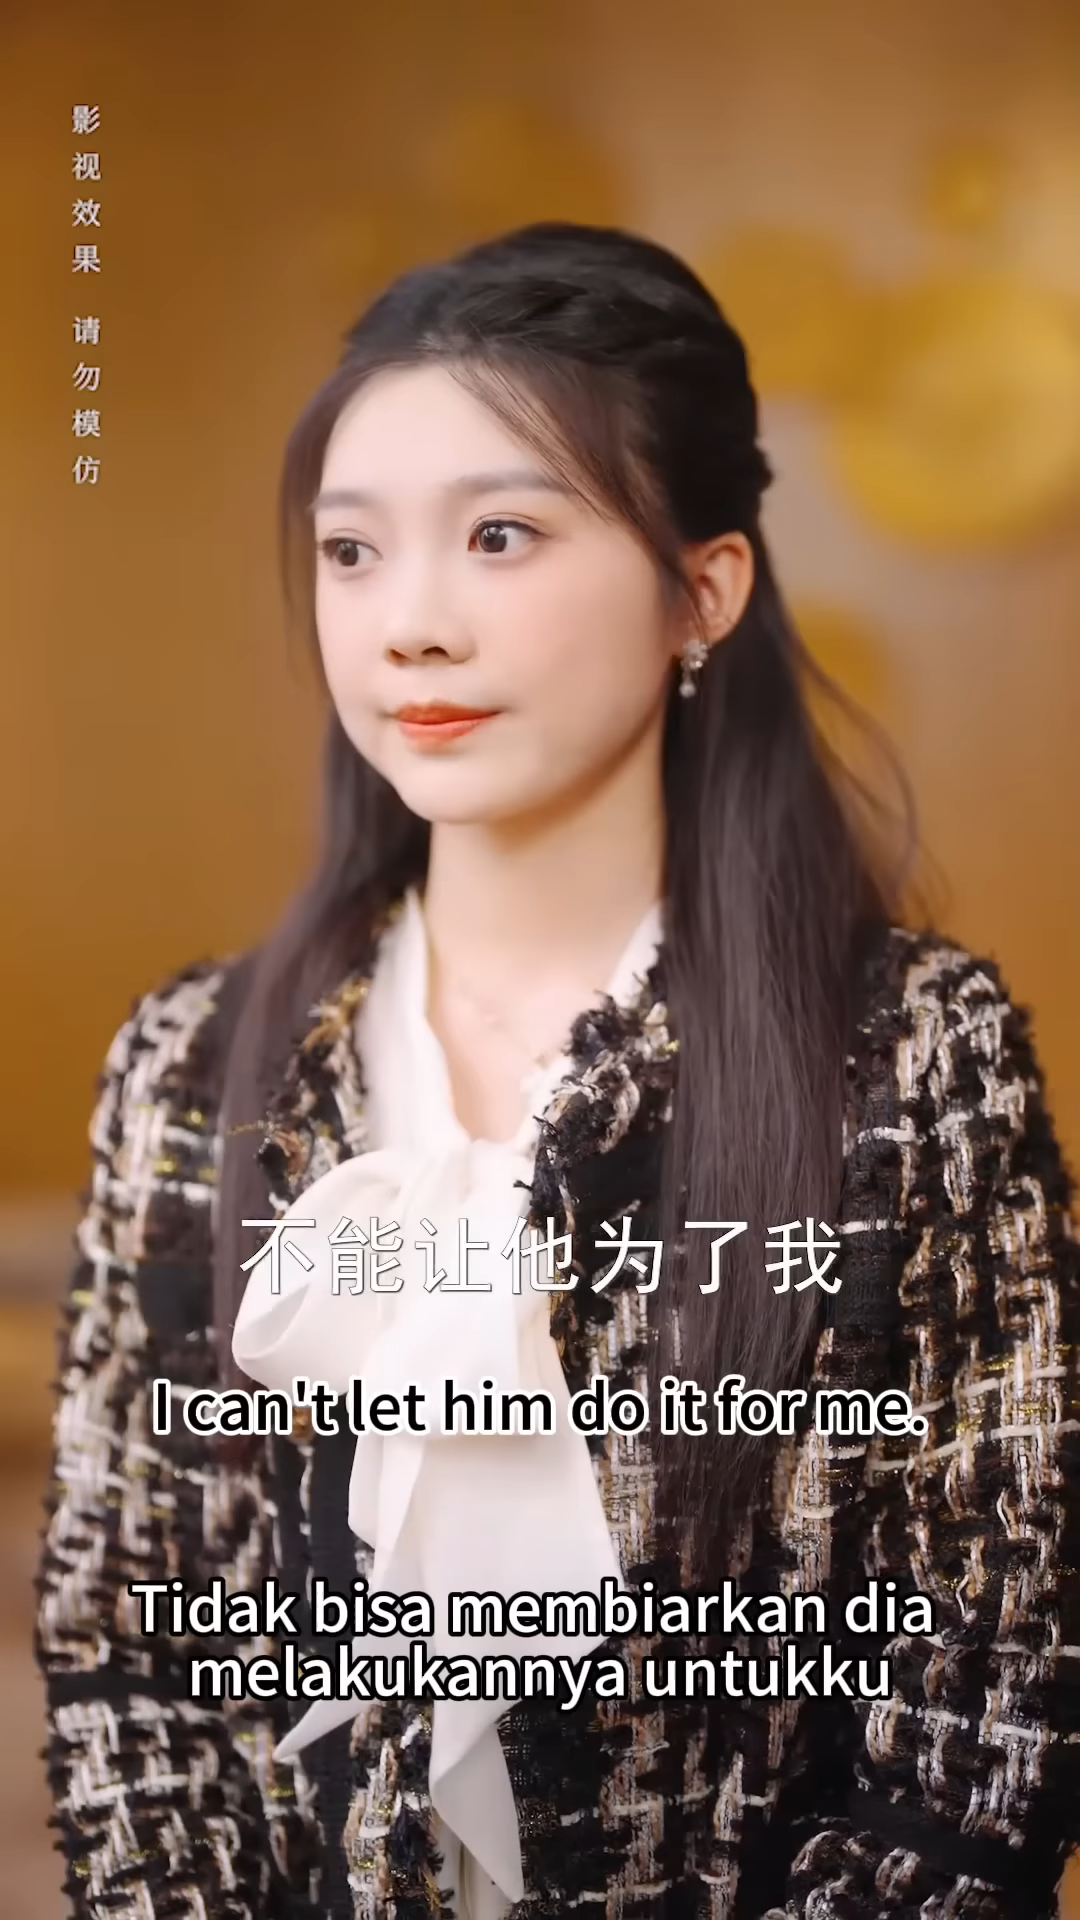 影视效果 请勿模仿
不能让他为了我
I can't let him do it for me.
Tidak bisa membiarkan dia
melakukannya untukku